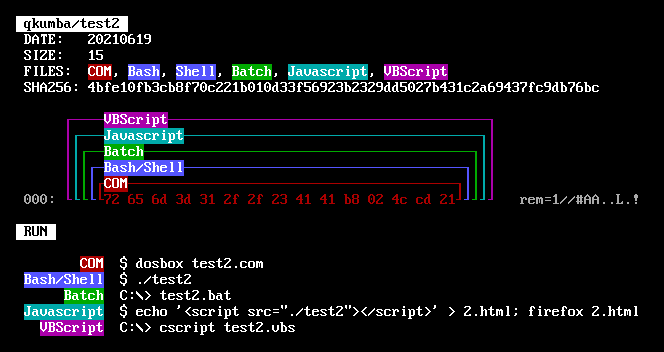 qkumba/test2
DATE: 20210619
SIZE: 15
FILES: COM, Bash, Shell, Batch, Javascript, VBScript
SHA256: 4bfe10fb3cb8f70c221b010d33f56923b2329dd5027b431c2a69437fc9db76bc
VBScript
Javascript
Batch
Bash/Shell
COM
000: 72 65 6d 3d 31 2f 2f 23 41 41 b8 02 4c cd 21 rem=1//#AA..L.!
RUN
COM $ dosbox test2.com
Bash/Shell $ ./test2
Batch C:\> test2.bat
Javascript $ echo '<script src="./test2"></script>' > 2.html; firefox 2.html
VBScript C:\> cscript test2.vbs